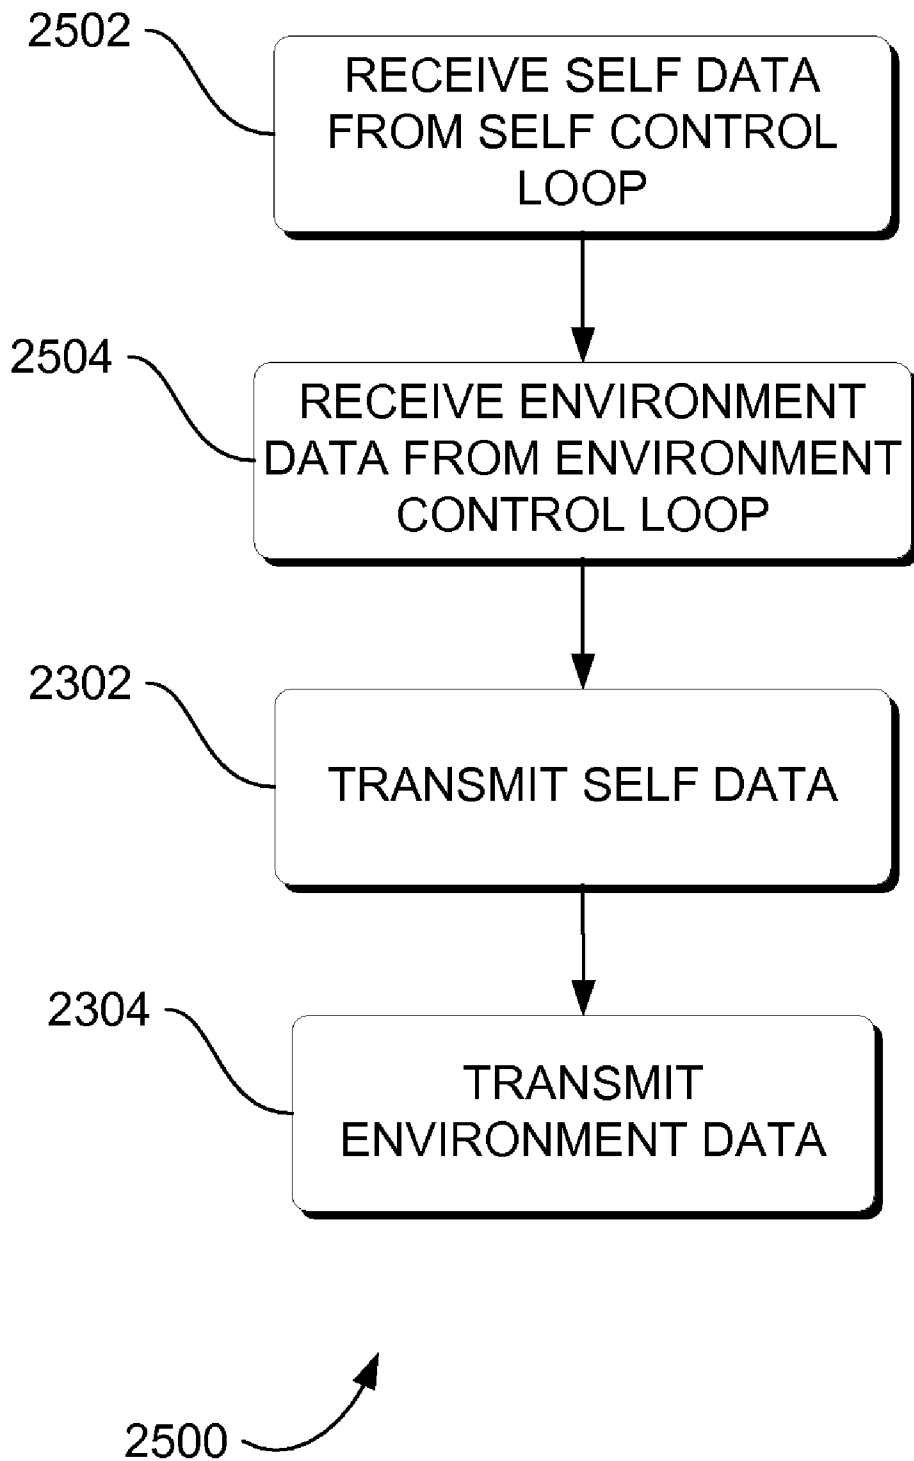 2502
RECEIVE SELF DATA
FROM SELF CONTROL
LOOP
2504
RECEIVE ENVIRONMENT
DATA FROM ENVIRONMENT
CONTROL LOOP
2302
TRANSMIT SELF DATA
2304
TRANSMIT
ENVIRONMENT DATA
2500